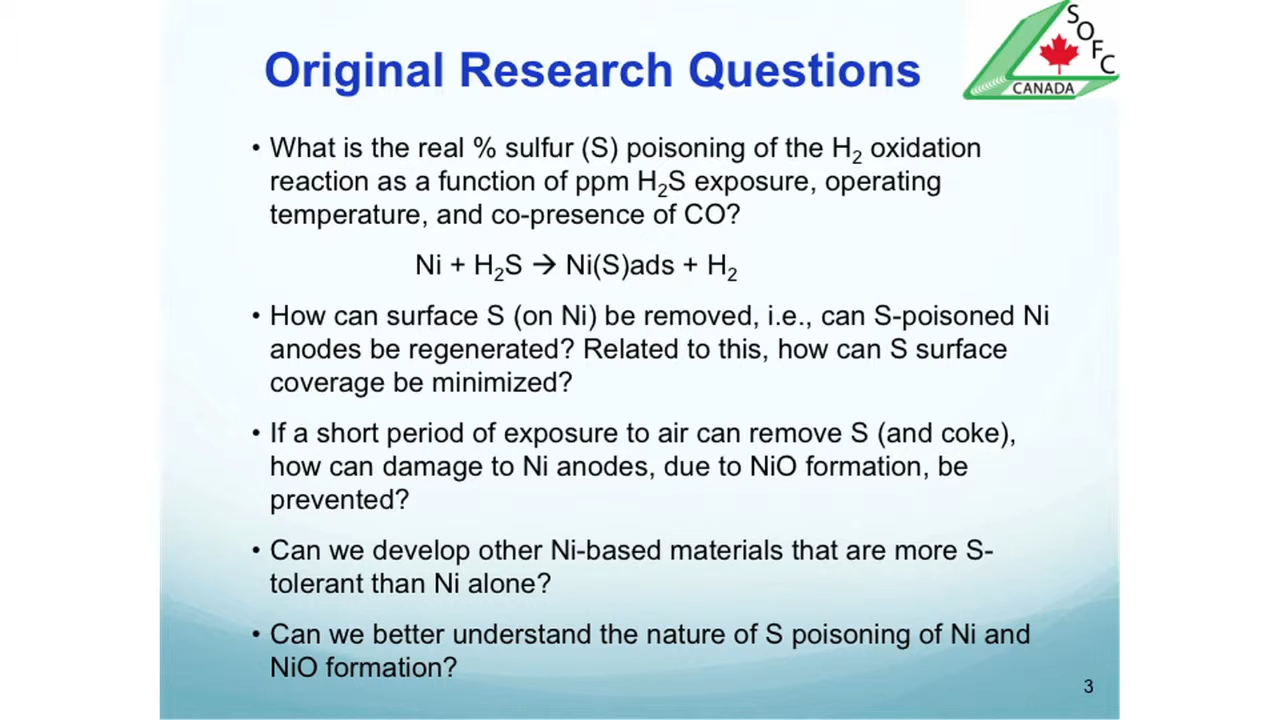 Original Research Questions
S
O
F
C
CANADA
• What is the real % sulfur (S) poisoning of the H₂ oxidation
reaction as a function of ppm H₂S exposure, operating
temperature, and co-presence of CO?
Ni + H₂S → Ni(S)ads + H₂
• How can surface S (on Ni) be removed, i.e., can S-poisoned Ni
anodes be regenerated? Related to this, how can S surface
coverage be minimized?
• If a short period of exposure to air can remove S (and coke),
how can damage to Ni anodes, due to NiO formation, be
prevented?
• Can we develop other Ni-based materials that are more S-
tolerant than Ni alone?
• Can we better understand the nature of S poisoning of Ni and
NiO formation?
3